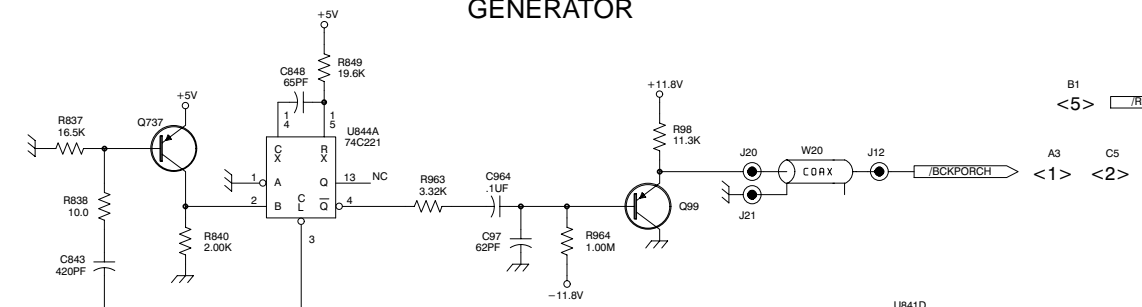 GENERATOR
+5V
R849
19.6K
C848
65PF
+11.8V
B1
<5>
/R
+5V
R837
16.5K
Q737
1
4
1
5
U844A
74C221
R98
11.3K
C
X
R
X
J20
W20
J12
A3
C5
1
A
Q
13
NC
R963
3.32K
C964
.1UF
COAX
/BCKPORCH
<1>
<2>
R838
10.0
2
B
C
L
Q
4
J21
Q99
R840
2.00K
3
C97
62PF
R964
1.00M
C843
420PF
−11.8V
U841D